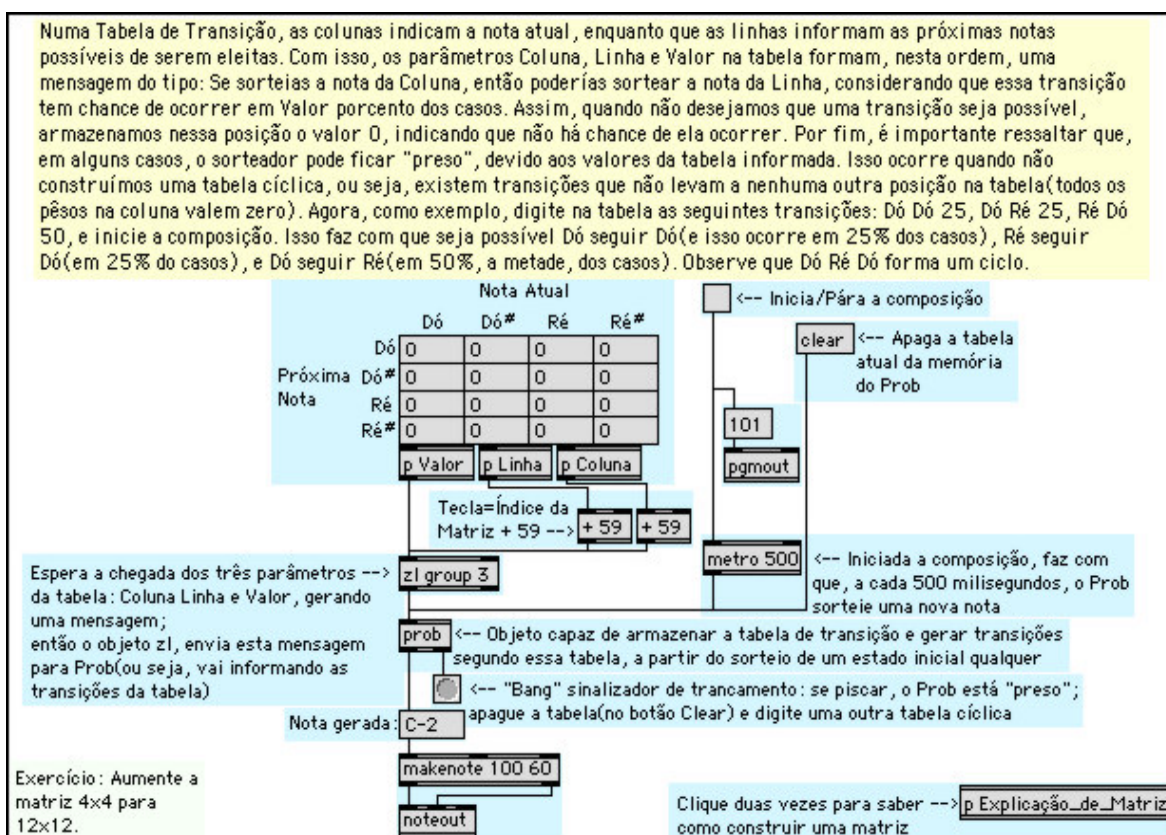 Numa Tabela de Transição, as colunas indicam a nota atual, enquanto que as linhas informam as próximas notas
possíveis de serem eleitas. Com isso, os parâmetros Coluna, Linha e Valor na tabela formam, nesta ordem, uma
mensagem do tipo: Se sorteias a nota da Coluna, então poderías sortear a nota da Linha, considerando que essa transição
tem chance de ocorrer em Valor porcento dos casos. Assim, quando não desejamos que uma transição seja possível,
armazenamos nessa posição o valor 0, indicando que não há chance de ela ocorrer. Por fim, é importante ressaltar que,
em alguns casos, o sorteador pode ficar "preso", devido aos valores da tabela informada. Isso ocorre quando não
construímos uma tabela cíclica, ou seja, existem transições que não levam a nenhuma outra posição na tabela(todos os
pêsos na coluna valem zero). Agora, como exemplo, digite na tabela as seguintes transições: Dó Dó 25, Dó Ré 25, Ré Dó
50, e inicie a composição. Isso faz com que seja possível Dó seguir Dó(e isso ocorre em 25% dos casos), Ré seguir
Dó(em 25% do casos), e Dó seguir Ré(em 50%, a metade, dos casos). Observe que Dó Ré Dó forma um ciclo.
Nota Atual
Dó Dó# Ré Ré#
Dó 0 0 0 0
Dó# 0 0 0 0
Ré 0 0 0 0
Ré# 0 0 0 0
Próxima
Nota
p Valor p Linha p Coluna
<-- Inicia/Pára a composição
clear <-- Apaga a tabela
atual da memória
do Prob
101
pgmout
Tecla=Índice da
Matriz + 59 --> + 59 + 59
metro 500 <-- Iniciada a composição, faz com
que, a cada 500 milisegundos, o Prob
sorteie uma nova nota
Espera a chegada dos três parâmetros --> zl group 3
da tabela: Coluna Linha e Valor, gerando
uma mensagem;
então o objeto zl, envia esta mensagem
para Prob(ou seja, vai informando as
transições da tabela)
prob <-- Objeto capaz de armazenar a tabela de transição e gerar transições
segundo essa tabela, a partir do sorteio de um estado inicial qualquer
<-- "Bang" sinalizador de trancamento: se piscar, o Prob está "preso";
apague a tabela(no botão Clear) e digite uma outra tabela cíclica
Nota gerada: C-2
makenote 100 60
noteout
Exercício: Aumente a
matriz 4x4 para
12x12.
Clique duas vezes para saber --> p Explicação_de_Matriz
como construir uma matriz